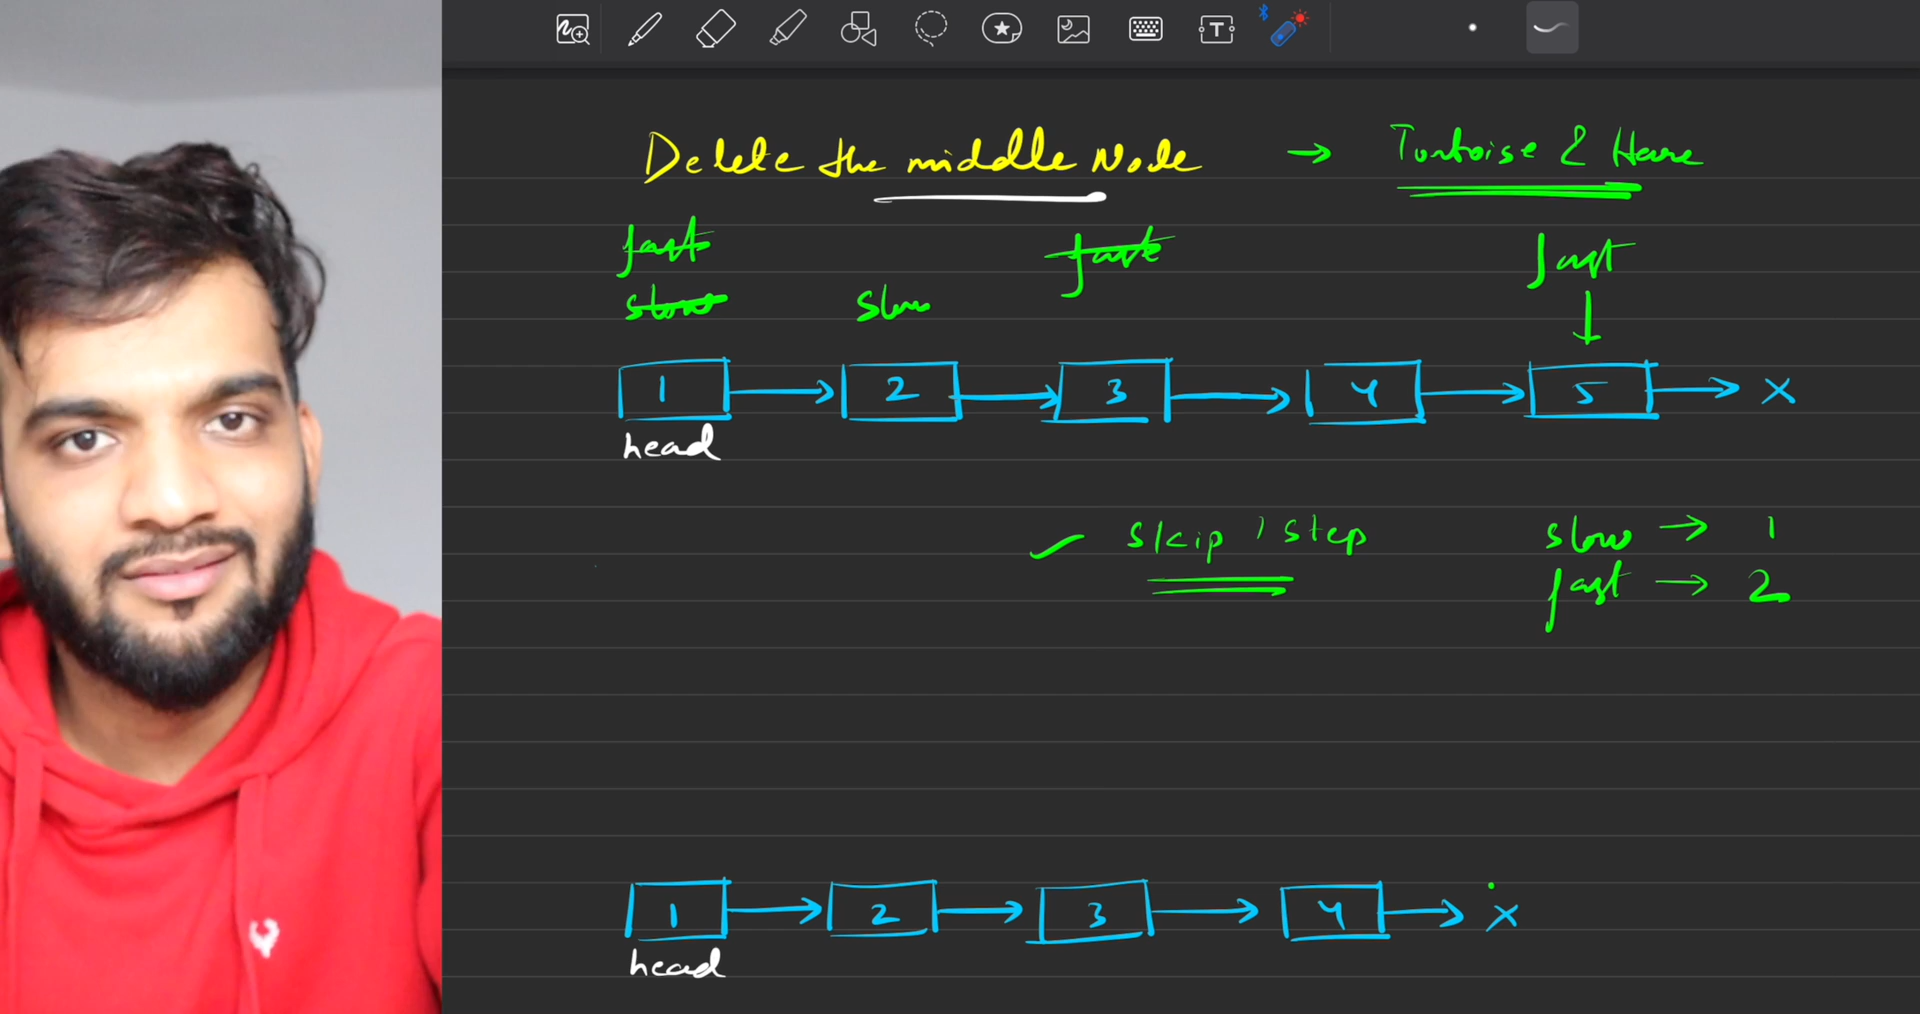 Delete the middle Node → Tortoise & Hare
fast fast fast
slow slow
1 → 2 → 3 → 4 → 5 → X
head
✓ skip 1 step slow → 1
fast → 2
1 → 2 → 3 → 4 → X
head